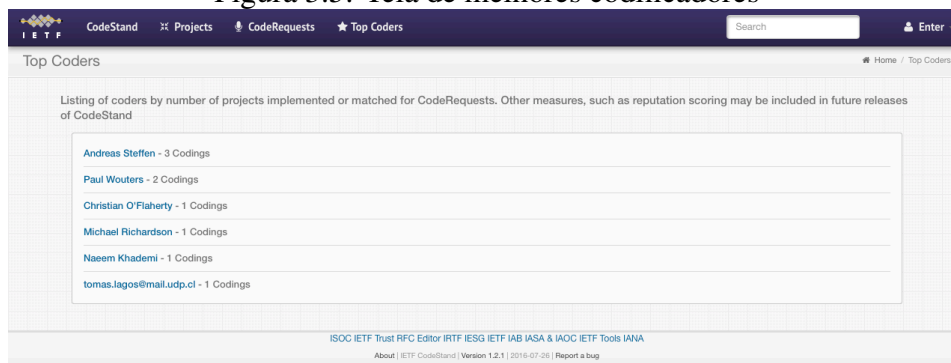 Figura 3.3: Tela de melhores codificadores
IETF CodeStand Projects CodeRequests Top Coders Search Enter
Top Coders Home / Top Coders
Listing of coders by number of projects implemented or matched for CodeRequests. Other measures, such as reputation scoring may be included in future releases
of CodeStand
Andreas Steffen - 3 Codings
Paul Wouters - 2 Codings
Christian O'Flaherty - 1 Codings
Michael Richardson - 1 Codings
Naeem Khademi - 1 Codings
tomas.lagos@mail.udp.cl - 1 Codings
ISOC IETF Trust RFC Editor IRTF IESG IETF IAB IASA & IAOC IETF Tools IANA
About | IETF CodeStand | Version 1.2.1 | 2016-07-26 | Report a bug